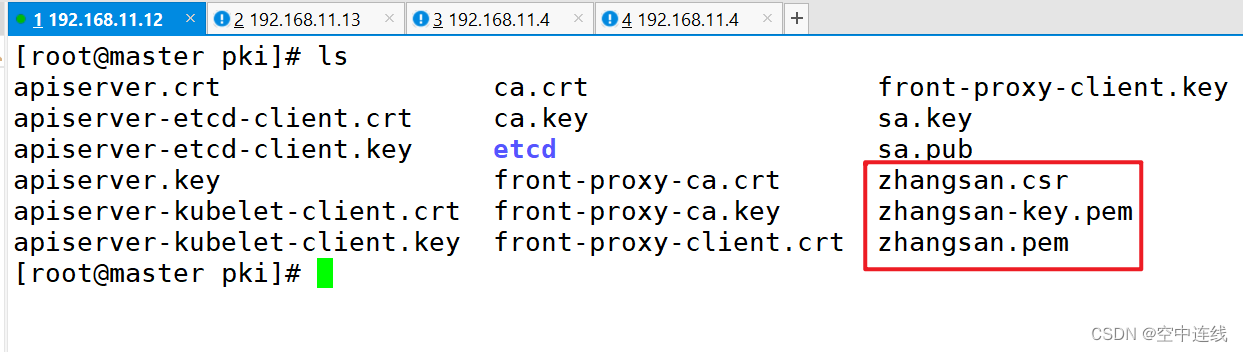 1 192.168.11.12 2 192.168.11.13 3 192.168.11.4 4 192.168.11.4
[root@master pki]# ls
apiserver.crt ca.crt front-proxy-client.key
apiserver-etcd-client.crt ca.key sa.key
apiserver-etcd-client.key etcd sa.pub
apiserver.key front-proxy-ca.crt zhangsan.csr
apiserver-kubelet-client.crt front-proxy-ca.key zhangsan-key.pem
apiserver-kubelet-client.key front-proxy-client.crt zhangsan.pem
[root@master pki]#
CSDN @空中连线